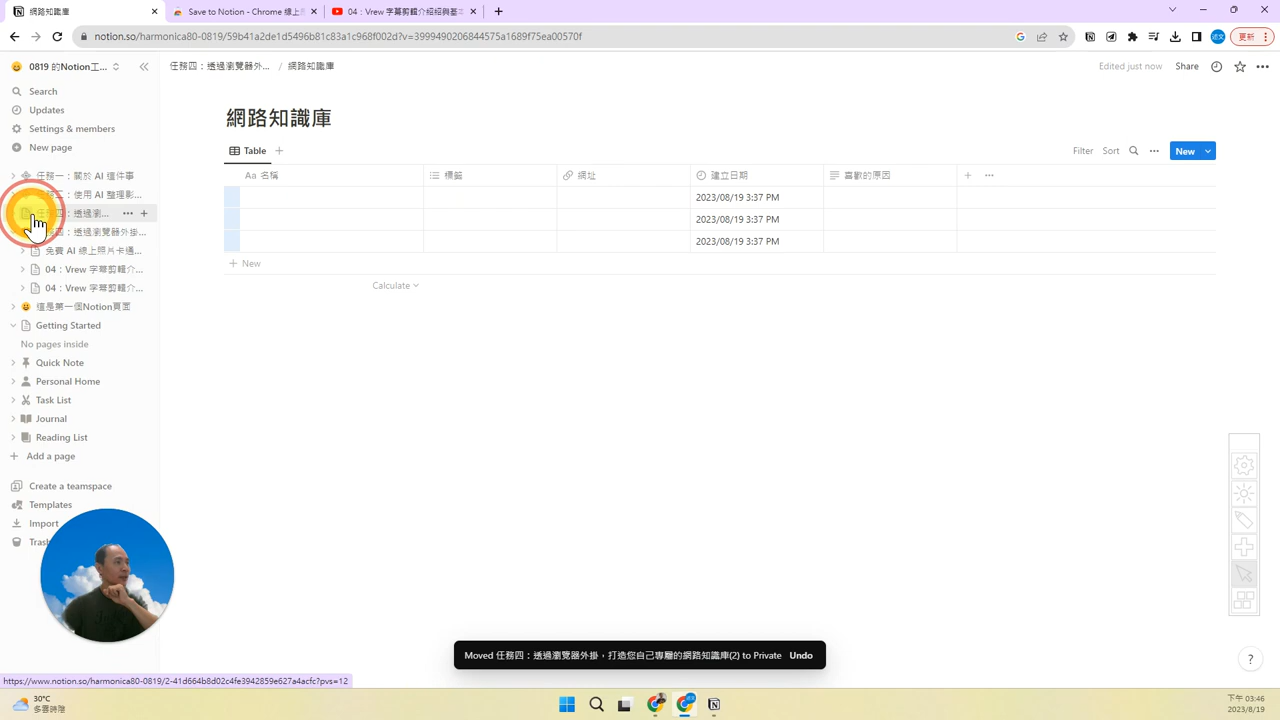 網路知識庫
Save to Notion - Chrome 線上
04：Vrew 字幕剪輯介紹與基本
notion.so/harmonica80-0819/59b41a2de1d5496b81c83a1c968f002d?v=3999490206844575a1689f75ea00570f
更新
0819 的Notion工...
任務四：透過瀏覽器外... / 網路知識庫
Edited just now
Share
Search
Updates
Settings & members
New page
任務一：關於 AI 這件事
使用 AI 整理影...
透過瀏...
透過瀏覽器外掛...
免費 AI 線上照片卡通...
04：Vrew 字幕剪輯介...
04：Vrew 字幕剪輯介...
這是第一個Notion頁面
Getting Started
No pages inside
Quick Note
Personal Home
Task List
Journal
Reading List
Add a page
Create a teamspace
Templates
Import
網路知識庫
Table
Filter
Sort
New
Aa 名稱
標籤
網址
建立日期
喜歡的原因
2023/08/19 3:37 PM
2023/08/19 3:37 PM
2023/08/19 3:37 PM
New
Calculate
Moved 任務四：透過瀏覽器外掛，打造您自己專屬的網路知識庫(2) to Private
Undo
https://www.notion.so/harmonica80-0819/2-41d664b8d02c4fe3942859e627a4acfc?pvs=12
30°C
多雲時陰
下午 03:46
2023/8/19